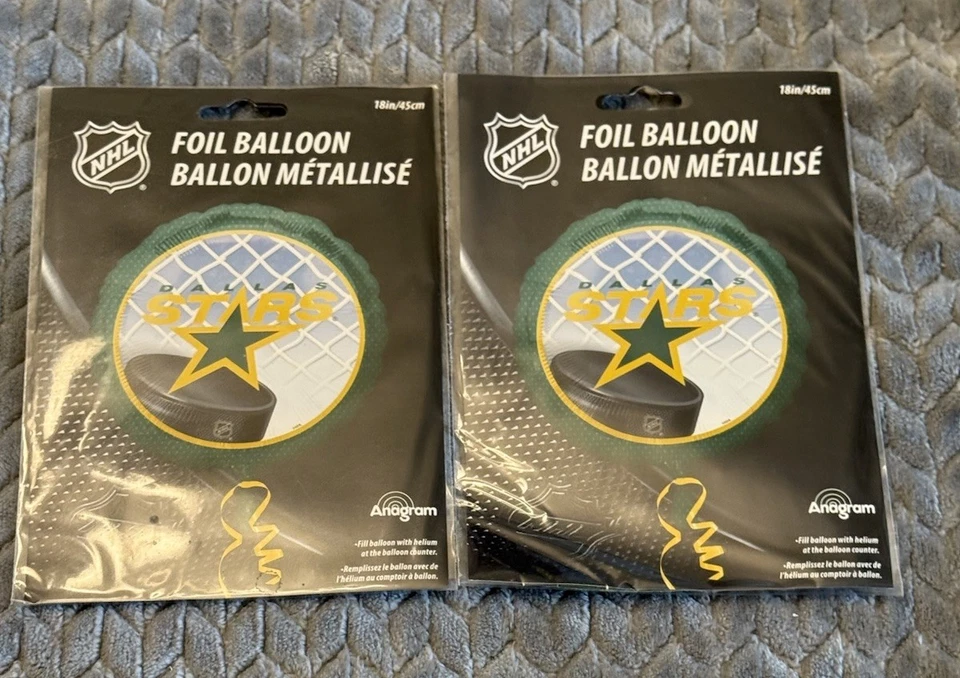 18in/45cm
NHL
FOIL BALLOON
BALLON MÉTALLISÉ
DALLAS
STARS
Anagram
•Fill balloon with helium
at the balloon counter.
•Remplissez le ballon avec de
l'hélium au comptoir à ballon.
18in/45cm
NHL
FOIL BALLOON
BALLON MÉTALLISÉ
DALLAS
STARS
Anagram
•Fill balloon with helium
at the balloon counter.
•Remplissez le ballon avec de
l'hélium au comptoir à ballon.